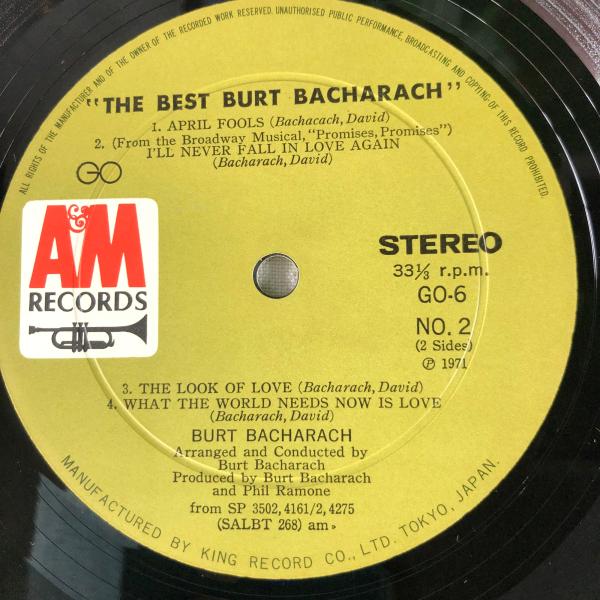 ALL RIGHTS OF THE MANUFACTURER AND OF THE OWNER OF THE RECORDED WORK RESERVED. UNAUTHORISED PUBLIC PERFORMANCE, BROADCASTING AND COPYING OF THIS RECORD PROHIBITED.
"THE BEST BURT BACHARACH"
1. APRIL FOOLS (Bachacach, David)
2. (From the Broadway Musical, "Promises, Promises")
I'LL NEVER FALL IN LOVE AGAIN
(Bacharach, David)
GO
A&M
RECORDS
STEREO
33⅓ r.p.m.
GO-6
NO. 2
(2 Sides)
Ⓟ 1971
3. THE LOOK OF LOVE (Bacharach, David)
4. WHAT THE WORLD NEEDS NOW IS LOVE
(Bacharach, David)
BURT BACHARACH
Arranged and Conducted by
Burt Bacharach
Produced by Burt Bacharach
and Phil Ramone
from SP 3502, 4161/2, 4275
(SALBT 268) am»
MANUFACTURED BY KING RECORD CO., LTD. TOKYO, JAPAN.